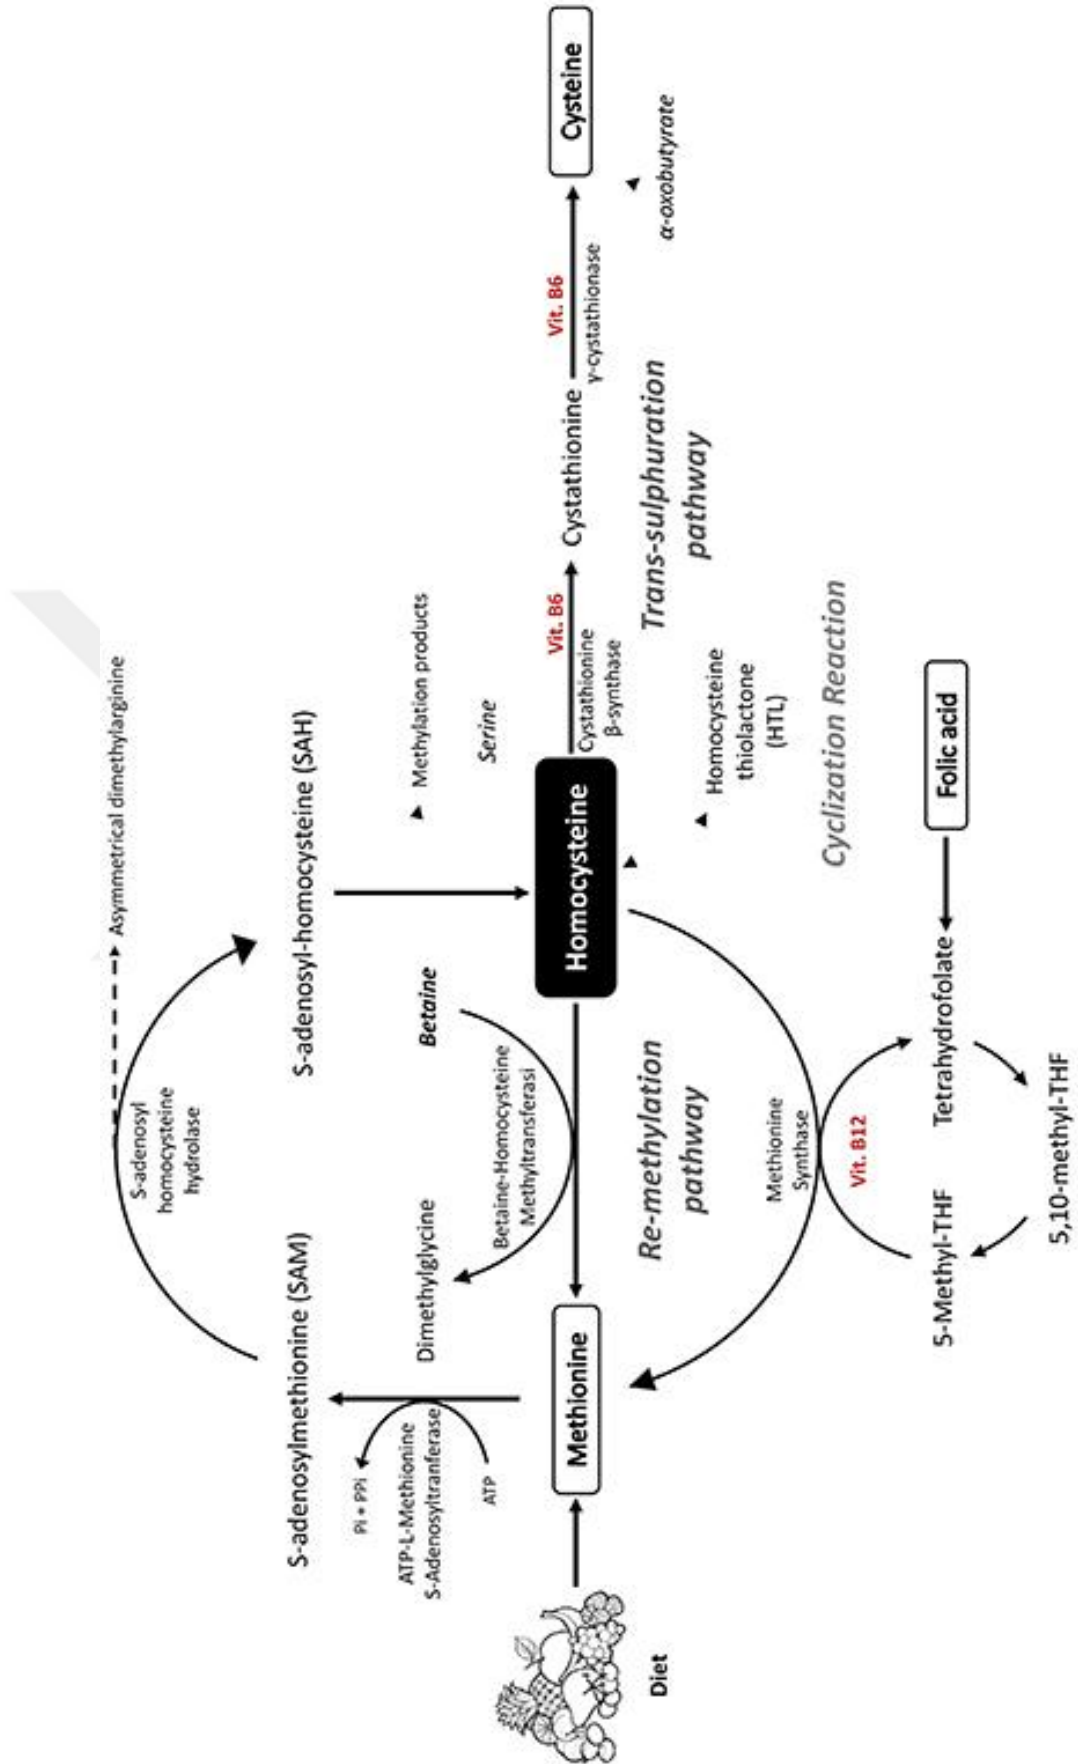 Asymmetrical dimethylarginine
S-adenosyl
homocysteine
hydrolase
S-adenosylmethionine (SAM)
S-adenosyl-homocysteine (SAH)
Pi + PPi
ATP-L-Methionine
S-Adenosyltranferase
ATP
Dimethylglycine
Betaine
Methylation products
Serine
Betaine-Homocysteine
Methyltransferasi
Diet
Methionine
Homocysteine
Vit. B6
Cystathionine
β-synthase
Cystathionine
Vit. B6
γ-cystathionase
Cysteine
α-oxobutyrate
Re-methylation
pathway
Trans-sulphuration
pathway
Homocysteine
thiolactone
(HTL)
Cyclization Reaction
Methionine
Synthase
Vit. B12
5-Methyl-THF
Tetrahydrofolate
Folic acid
5,10-methyl-THF